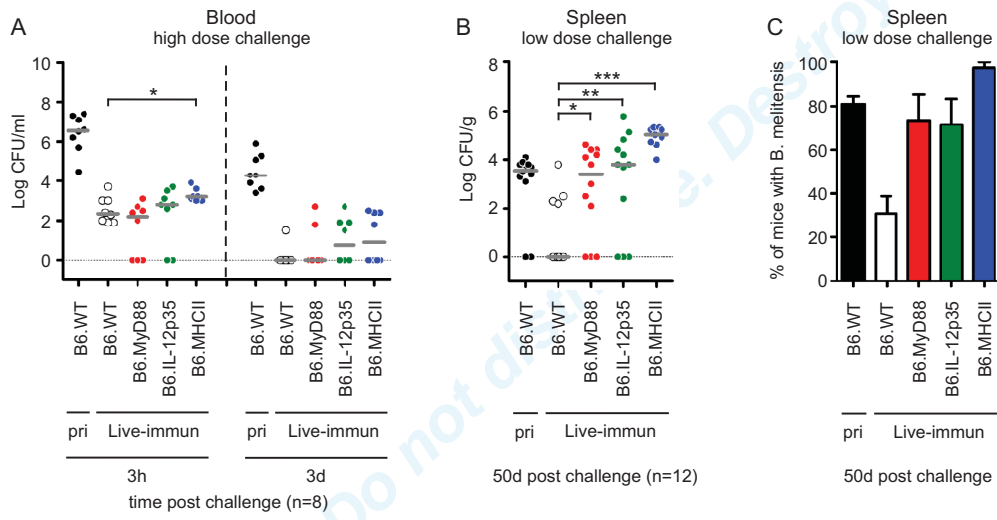 A
Blood
high dose challenge
Log CFU/ml
10
8
6
4
2
0
*
B6.WT
B6.WT
B6.MyD88
B6.IL-12p35
B6.MHCII
B6.WT
B6.WT
B6.MyD88
B6.IL-12p35
B6.MHCII
pri
Live-immun
pri
Live-immun
3h
3d
time post challenge (n=8)
B
Spleen
low dose challenge
Log CFU/g
8
6
4
2
0
***
**
*
B6.WT
B6.WT
B6.MyD88
B6.IL-12p35
B6.MHCII
pri
Live-immun
50d post challenge (n=12)
C
Spleen
low dose challenge
% of mice with B. melitensis
100
80
60
40
20
0
B6.WT
B6.WT
B6.MyD88
B6.IL-12p35
B6.MHCII
pri
Live-immun
50d post challenge